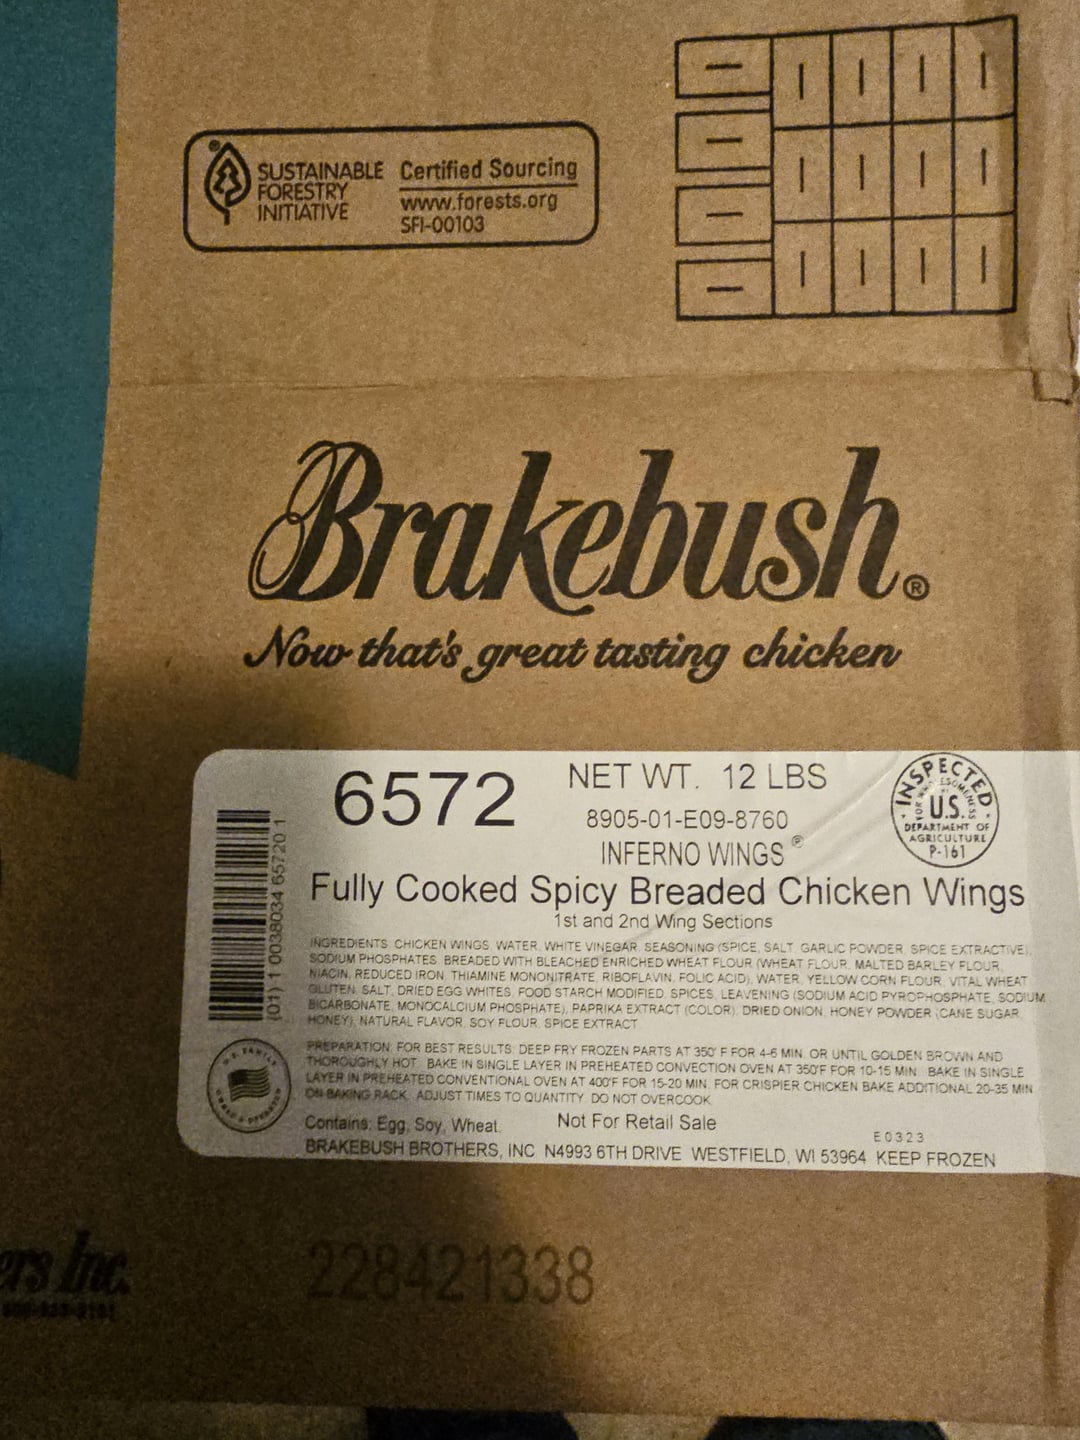 SUSTAINABLE
FORESTRY
INITIATIVE
Certified Sourcing
www.forests.org
SFI-00103
Brakebush®
Now that's great tasting chicken
6572
NET WT. 12 LBS
8905-01-E09-8760
INFERNO WINGS®
Fully Cooked Spicy Breaded Chicken Wings
1st and 2nd Wing Sections
INSPECTED
FOR WHOLESOMENESS
BY
U.S.
DEPARTMENT OF
AGRICULTURE
P-161
(01) 1 0038034 65720 1
INGREDIENTS: CHICKEN WINGS, WATER, WHITE VINEGAR, SEASONING (SPICE, SALT, GARLIC POWDER, SPICE EXTRACTIVE),
SODIUM PHOSPHATES. BREADED WITH BLEACHED ENRICHED WHEAT FLOUR (WHEAT FLOUR, MALTED BARLEY FLOUR,
NIACIN, REDUCED IRON, THIAMINE MONONITRATE, RIBOFLAVIN, FOLIC ACID), WATER, YELLOW CORN FLOUR, VITAL WHEAT
GLUTEN, SALT, DRIED EGG WHITES, FOOD STARCH MODIFIED, SPICES, LEAVENING (SODIUM ACID PYROPHOSPHATE, SODIUM
BICARBONATE, MONOCALCIUM PHOSPHATE), PAPRIKA EXTRACT (COLOR), DRIED ONION, HONEY POWDER (CANE SUGAR,
HONEY), NATURAL FLAVOR, SOY FLOUR, SPICE EXTRACT.
PREPARATION: FOR BEST RESULTS: DEEP FRY FROZEN PARTS AT 350°F FOR 4-6 MIN. OR UNTIL GOLDEN BROWN AND
THOROUGHLY HOT. BAKE IN SINGLE LAYER IN PREHEATED CONVECTION OVEN AT 350°F FOR 10-15 MIN. BAKE IN SINGLE
LAYER IN PREHEATED CONVENTIONAL OVEN AT 400°F FOR 15-20 MIN. FOR CRISPIER CHICKEN BAKE ADDITIONAL 20-35 MIN
ON BAKING RACK. ADJUST TIMES TO QUANTITY. DO NOT OVERCOOK.
U.S. FAMILY
OWNED & OPERATED
Contains: Egg, Soy, Wheat.
Not For Retail Sale
E0323
BRAKEBUSH BROTHERS, INC N4993 6TH DRIVE WESTFIELD, WI 53964 KEEP FROZEN
ers Inc.
228421338